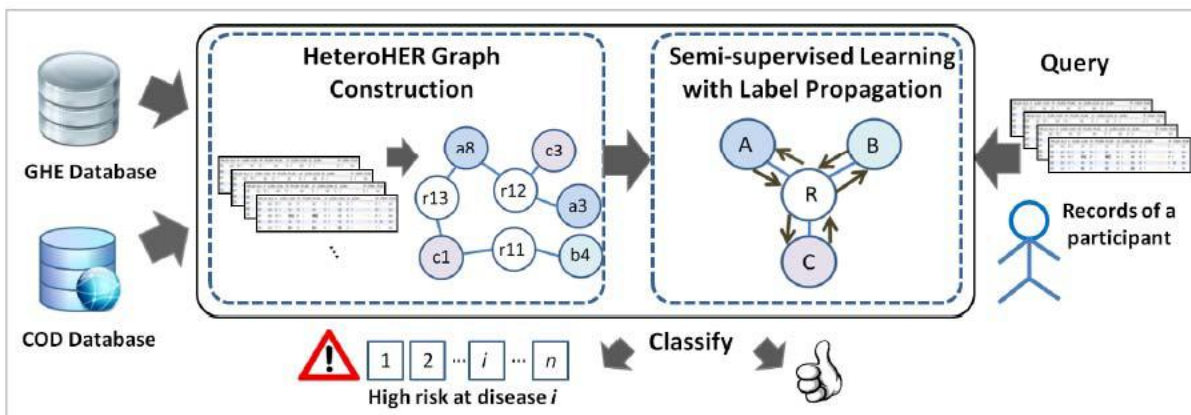 HeteroHER Graph
Construction
Semi-supervised Learning
with Label Propagation
Query
GHE Database
COD Database
a8
c3
r13
r12
a3
c1
r11
b4
A
B
R
C
Records of a
participant
Classify
1 2 ... i ... n
High risk at disease i